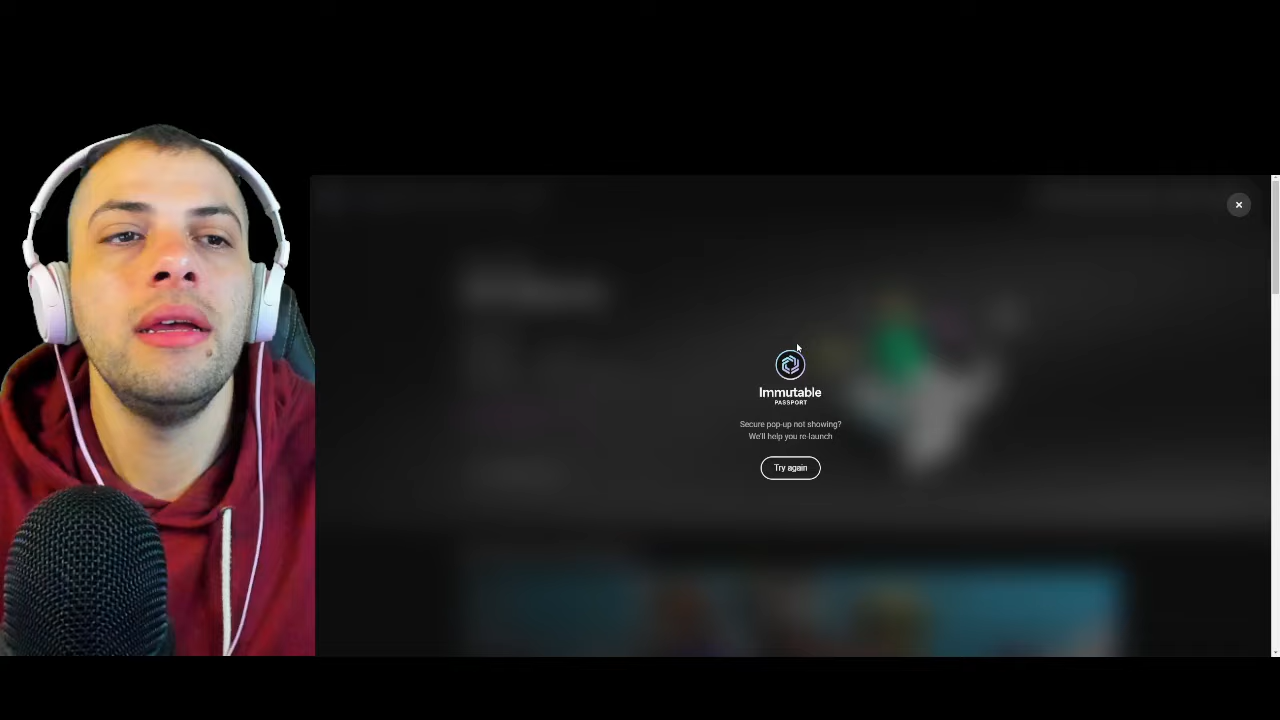 Immutable
PASSPORT
Secure pop-up not showing?
We'll help you re-launch
Try again